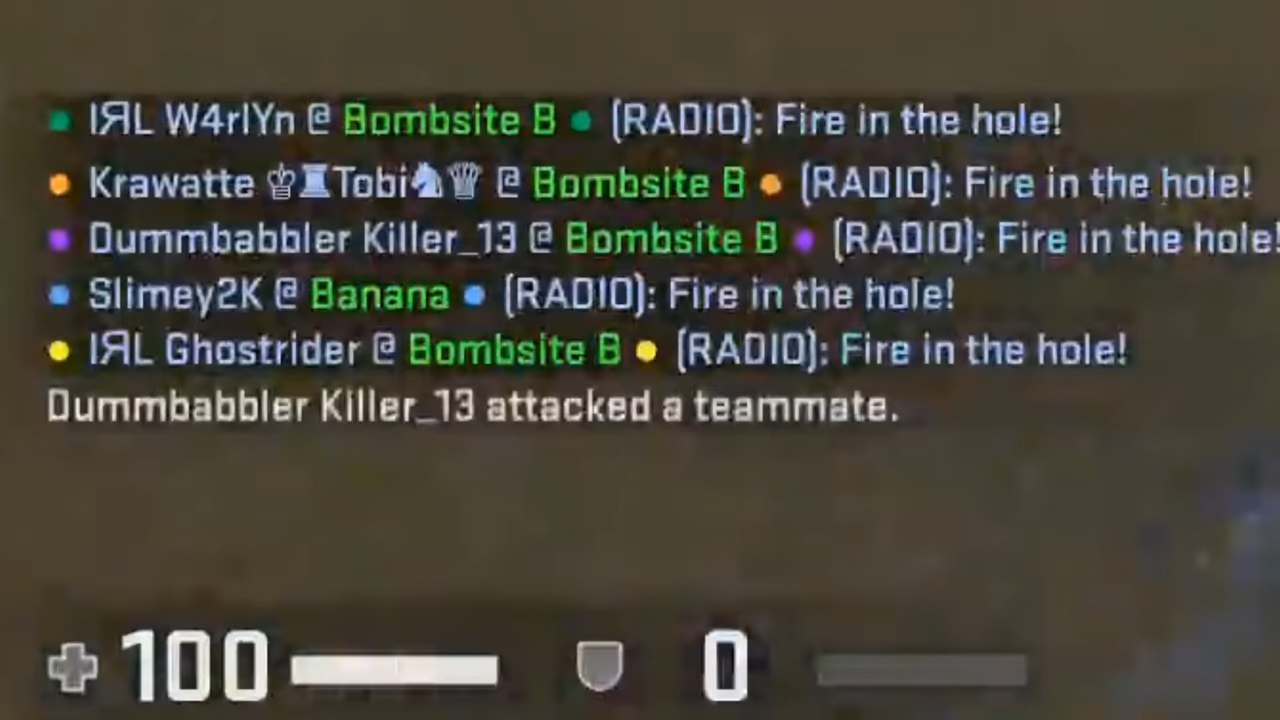 IЯL W4rlYn @ Bombsite B ● (RADIO): Fire in the hole!
● Krawatte ♔♜Tobi♞♕ @ Bombsite B ● (RADIO): Fire in the hole!
● Dummbabbler Killer_13 @ Bombsite B ● (RADIO): Fire in the hole!
● Slimey2K @ Banana ● (RADIO): Fire in the hole!
● IЯL Ghostrider @ Bombsite B ● (RADIO): Fire in the hole!
Dummbabbler Killer_13 attacked a teammate.
100 0